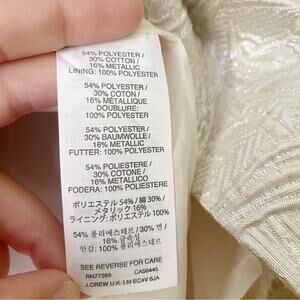 54% POLYESTER /
30% COTTON /
16% METALLIC
LINING: 100% POLYESTER
54% POLYESTER /
30% COTON /
16% METALLIQUE
DOUBLURE:
100% POLYESTER
54% POLYESTER /
30% BAUMWOLLE /
16% METALLIC
FUTTER: 100% POLYESTER
54% POLIESTERE /
30% COTONE /
16% METALLICO
FODERA: 100% POLIESTERE
ポリエステル 54% / 綿 30% /
メタリック 16%
ライニング: ポリエステル 100%
54% 폴리에스테르 / 30% 면 /
16% 금속성
안감: 100% 폴리에스테르
SEE REVERSE FOR CARE
RN77388 CA56445
J.CREW U.K. Ltd EC4V 6JA